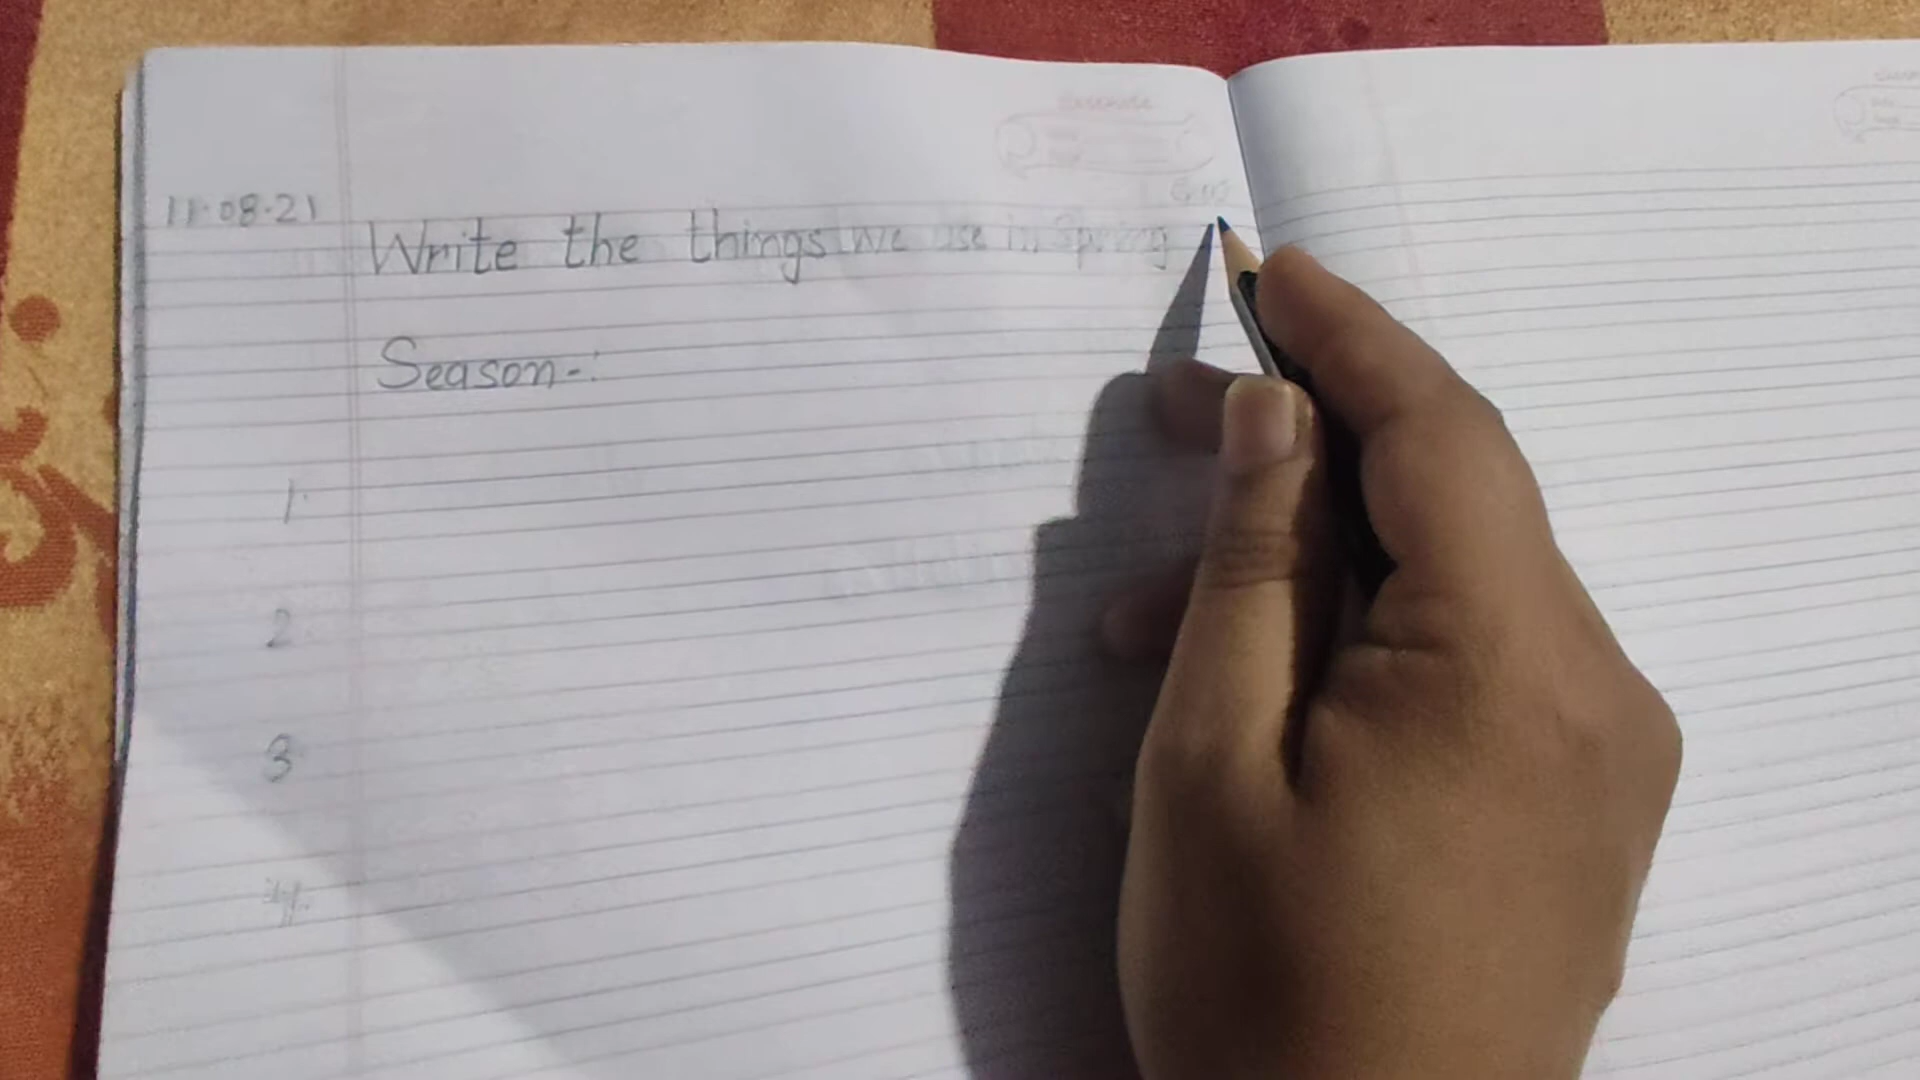 11.08.21
Write the things we use in Spring
Season-:
1.
2.
3.
4.